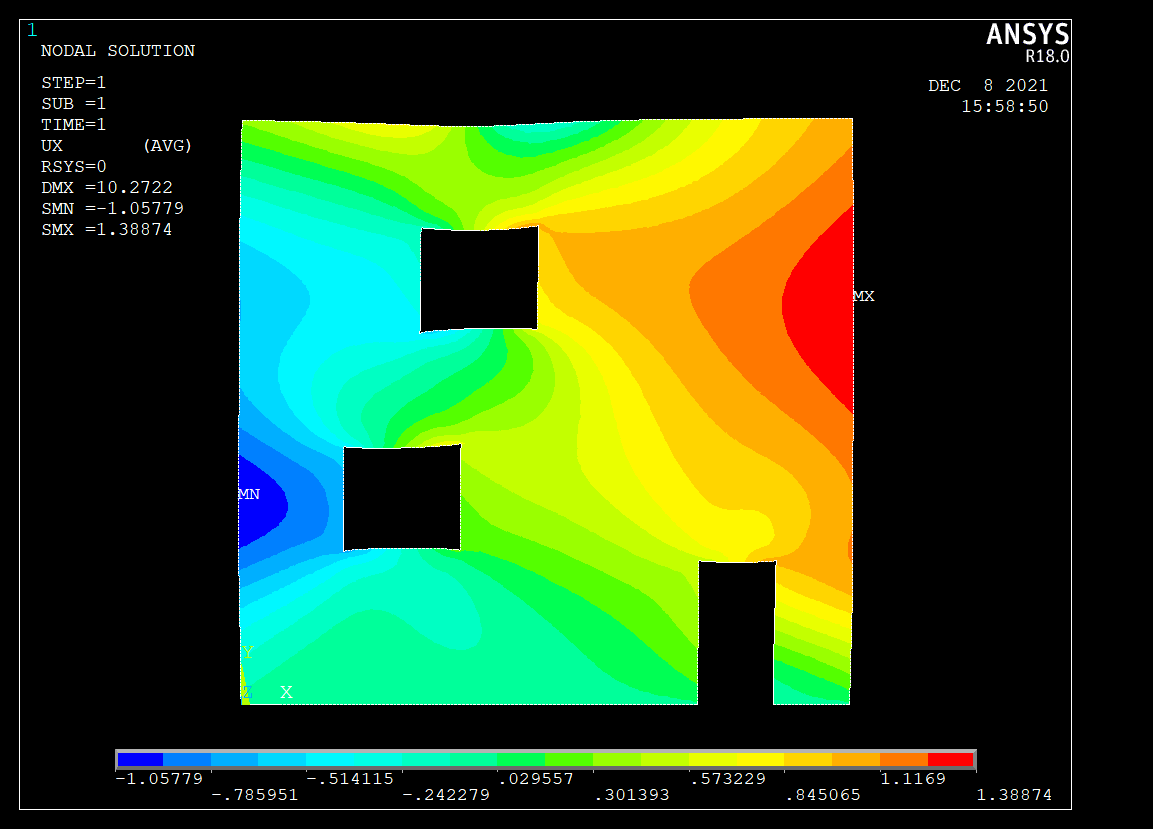 1
ANSYS
R18.0
NODAL SOLUTION
STEP=1
SUB =1
TIME=1
UX (AVG)
RSYS=0
DMX =10.2722
SMN =-1.05779
SMX =1.38874
DEC 8 2021
15:58:50
MX
MN
Y
Z X
-1.05779 -.514115 .029557 .573229 1.1169
-.785951 -.242279 .301393 .845065 1.38874